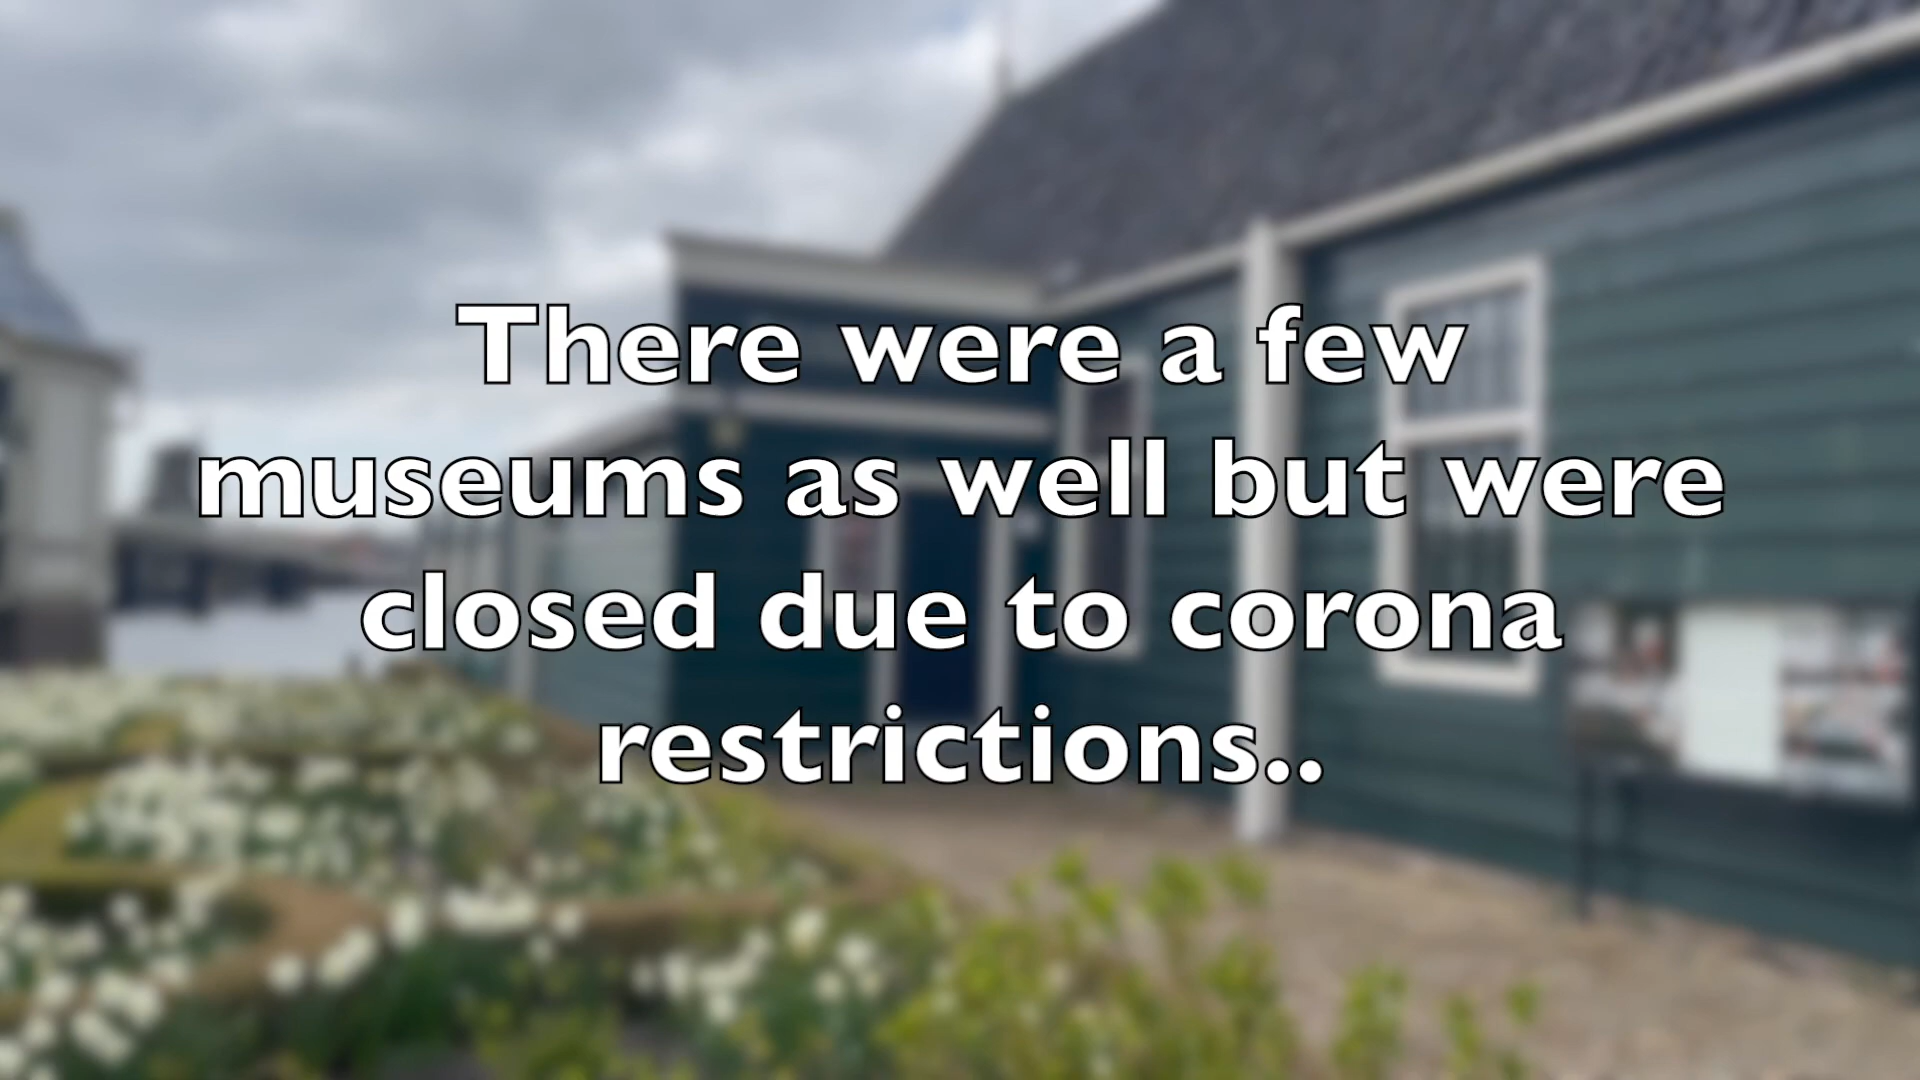 There were a few
museums as well but were
closed due to corona
restrictions..